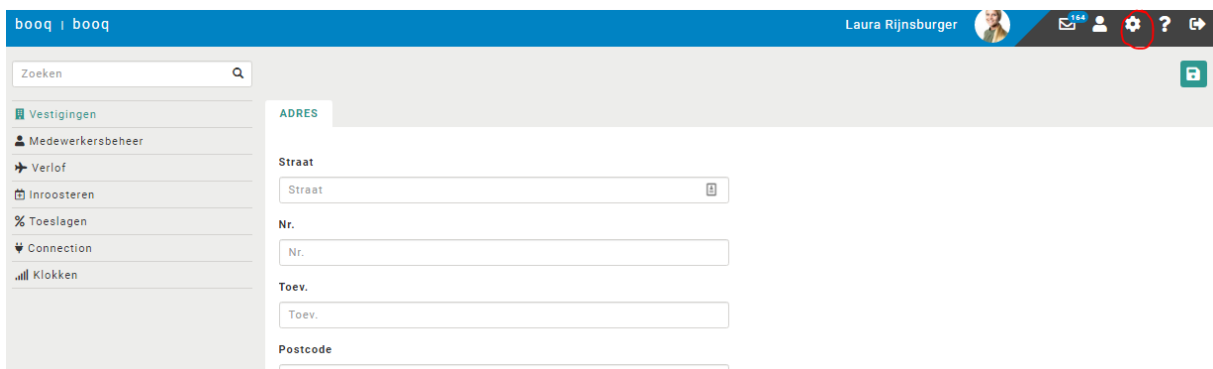 booq | booq
Laura Rijnsburger
164
?
Zoeken
Vestigingen
Medewerkersbeheer
Verlof
Inroosteren
% Toeslagen
Connection
Klokken
ADRES
Straat
Straat
Nr.
Nr.
Toev.
Toev.
Postcode